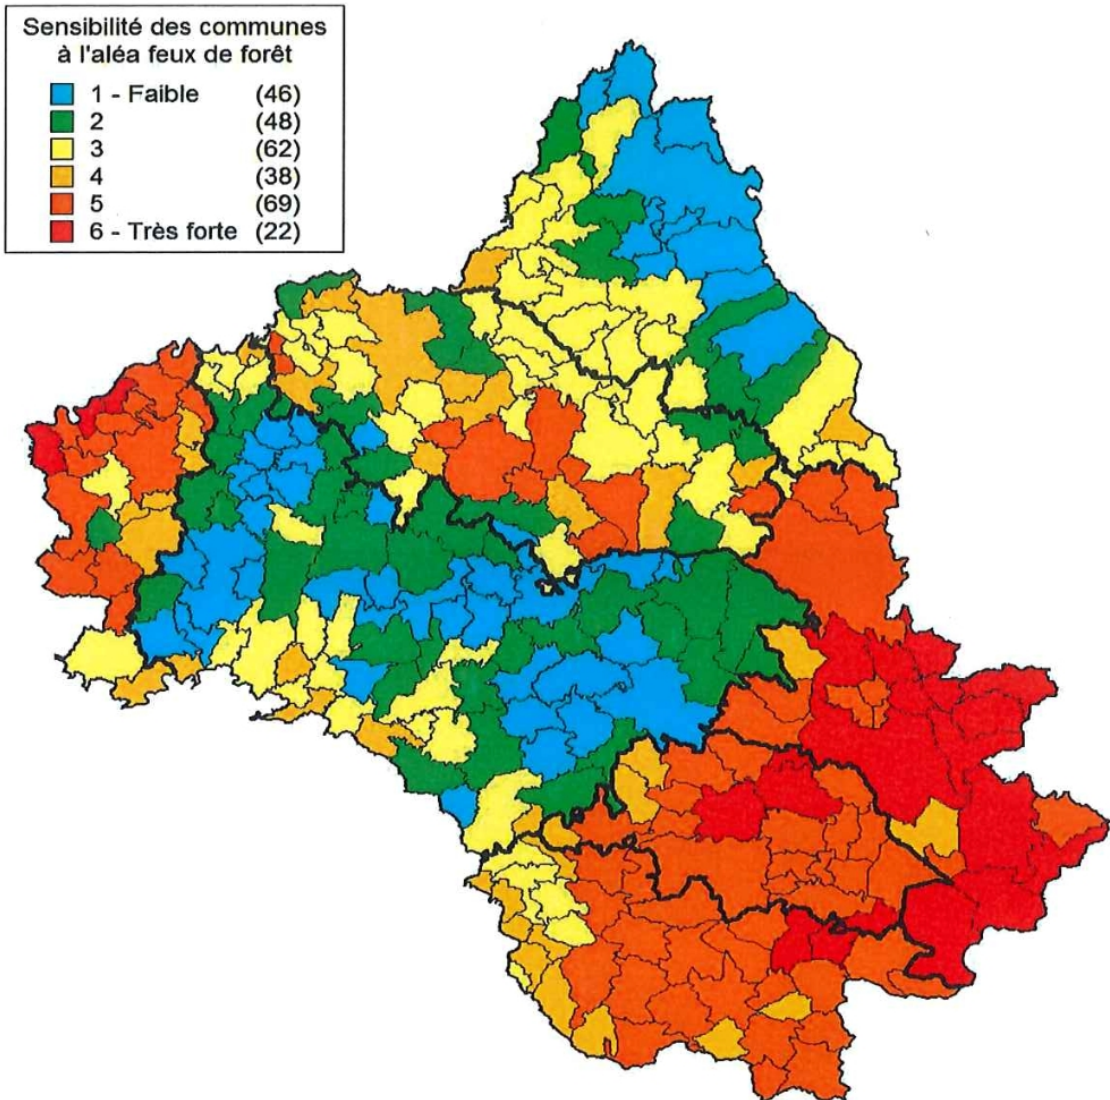 Sensibilité des communes
à l'aléa feux de forêt
1 - Faible (46)
2 (48)
3 (62)
4 (38)
5 (69)
6 - Très forte (22)